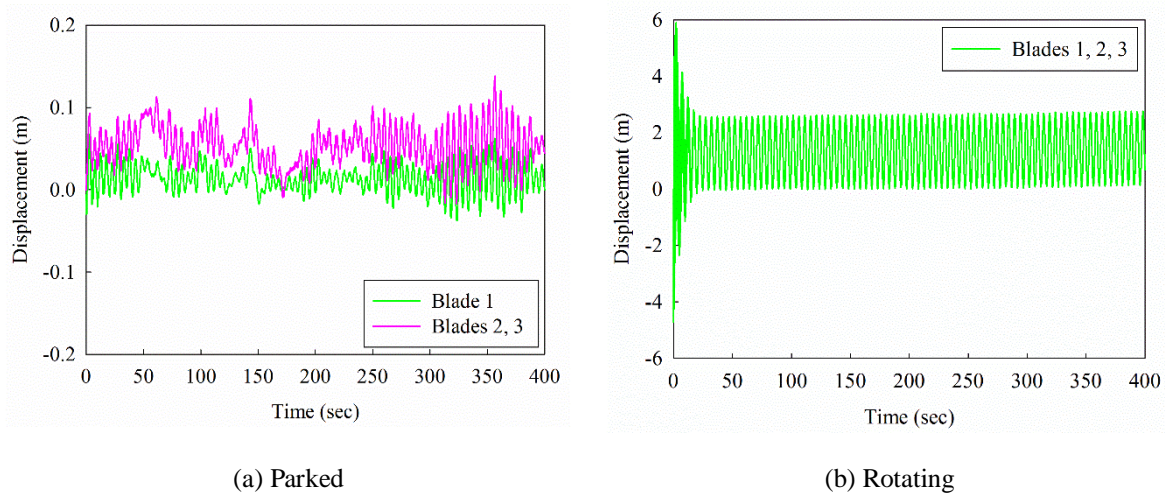 0.2
0.1
0.0
-0.1
-0.2
Displacement (m)
0 50 100 150 200 250 300 350 400
Time (sec)
Blade 1
Blades 2, 3
(a) Parked
6
4
2
0
2
-4
-6
Displacement (m)
0 50 100 150 200 250 300 350 400
Time (sec)
Blades 1, 2, 3
(b) Rotating